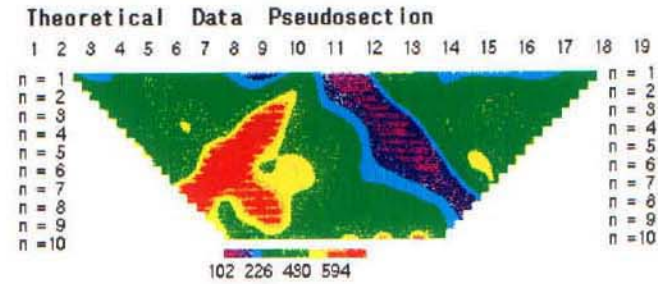 Theoretical Data Pseudosection
1 2 3 4 5 6 7 8 9 10 11 12 13 14 15 16 17 18 19
n = 1 n = 1
n = 2 n = 2
n = 3 n = 3
n = 4 n = 4
n = 5 n = 5
n = 6 n = 6
n = 7 n = 7
n = 8 n = 8
n = 9 n = 9
n =10 n =10
102 226 480 594